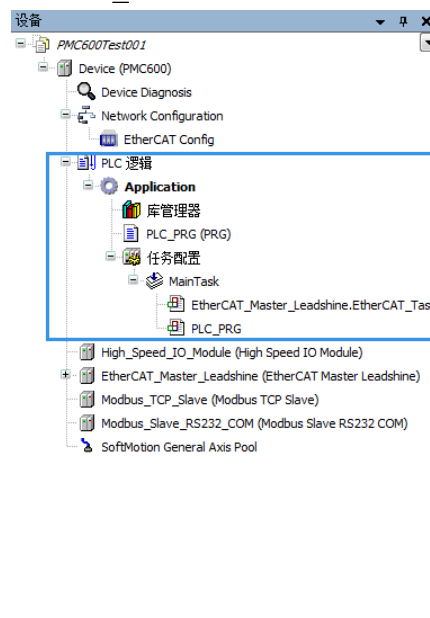 设备
PMC600Test001
Device (PMC600)
Device Diagnosis
Network Configuration
EtherCAT Config
PLC 逻辑
Application
库管理器
PLC_PRG (PRG)
任务配置
MainTask
EtherCAT_Master_Leadshine.EtherCAT_Tas
PLC_PRG
High_Speed_IO_Module (High Speed IO Module)
EtherCAT_Master_Leadshine (EtherCAT Master Leadshine)
Modbus_TCP_Slave (Modbus TCP Slave)
Modbus_Slave_RS232_COM (Modbus Slave RS232 COM)
SoftMotion General Axis Pool